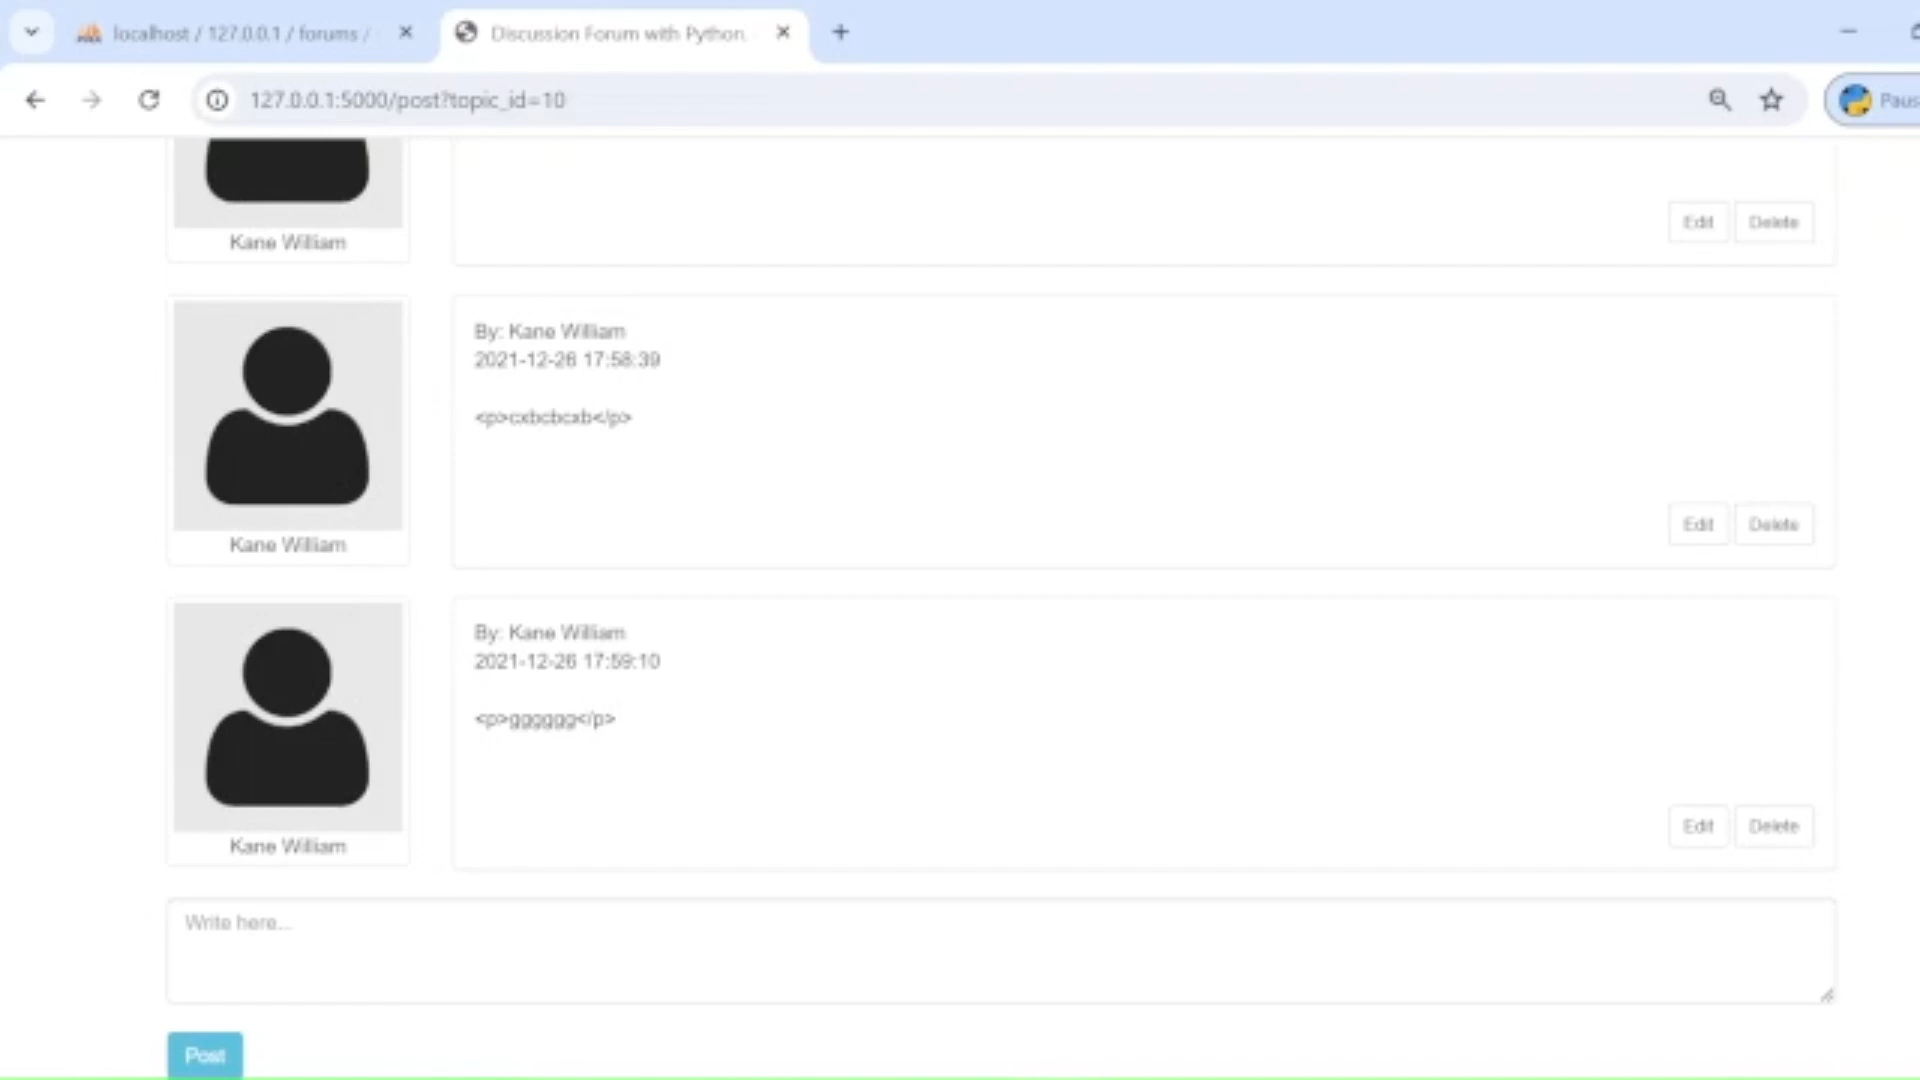 localhost / 127.0.0.1 / forums /
Discussion Forum with Python,
127.0.0.1:5000/post?topic_id=10
Paus
Edit Delete
Kane William
By: Kane William
2021-12-26 17:58:39
<p>cxbcbcxb</p>
Edit Delete
Kane William
By: Kane William
2021-12-26 17:59:10
<p>gggggg</p>
Edit Delete
Kane William
Write here...
Post